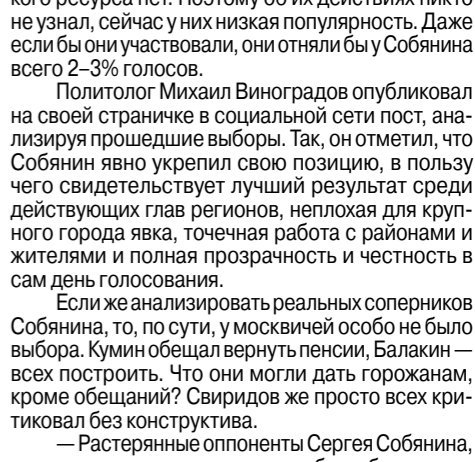 кого ресурса нет. Поэтому об их действиях никто
не узнал, сейчас у них низкая популярность. Даже
если бы они участвовали, они отняли бы у Собянина
всего 2–3% голосов.
Политолог Михаил Виноградов опубликовал
на своей страничке в социальной сети пост, ана-
лизируя прошедшие выборы. Так, он отметил, что
Собянин явно укрепил свою позицию, в пользу
чего свидетельствует лучший результат среди
действующих глав регионов, неплохая для круп-
ного города явка, точечная работа с районами и
жителями и полная прозрачность и честность в
сам день голосования.
Если же анализировать реальных соперников
Собянина, то, по сути, у москвичей особо не было
выбора. Кумин обещал вернуть пенсии, Балакин —
всех построить. Что они могли дать горожанам,
кроме обещаний? Свиридов же просто всех кри-
тиковал без конструктива.
— Растерянные оппоненты Сергея Собянина,